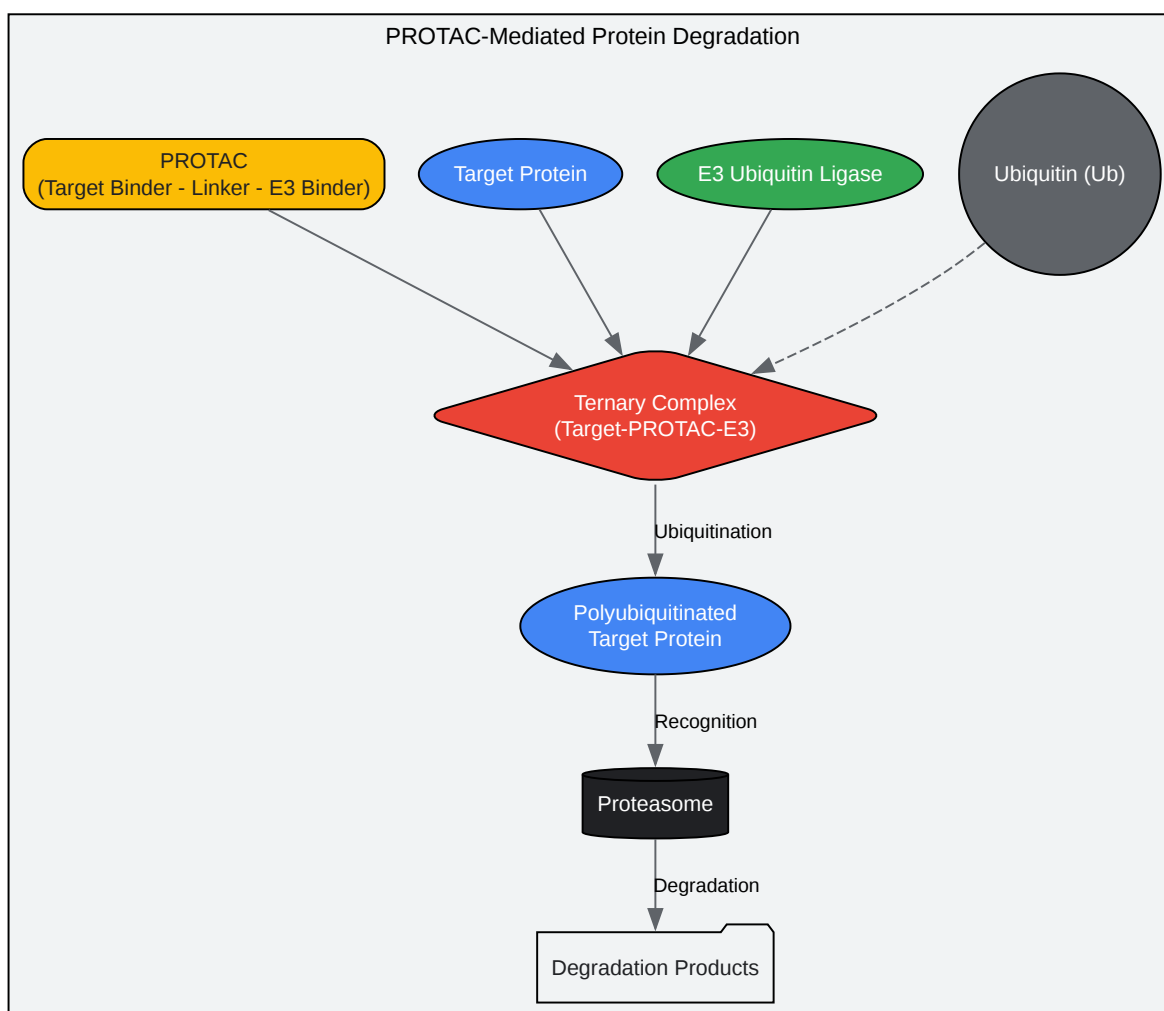 PROTAC-Mediated Protein Degradation
PROTAC
(Target Binder - Linker - E3 Binder)
Target Protein
E3 Ubiquitin Ligase
Ubiquitin (Ub)
Ternary Complex
(Target-PROTAC-E3)
Ubiquitination
Polyubiquitinated
Target Protein
Recognition
Proteasome
Degradation
Degradation Products